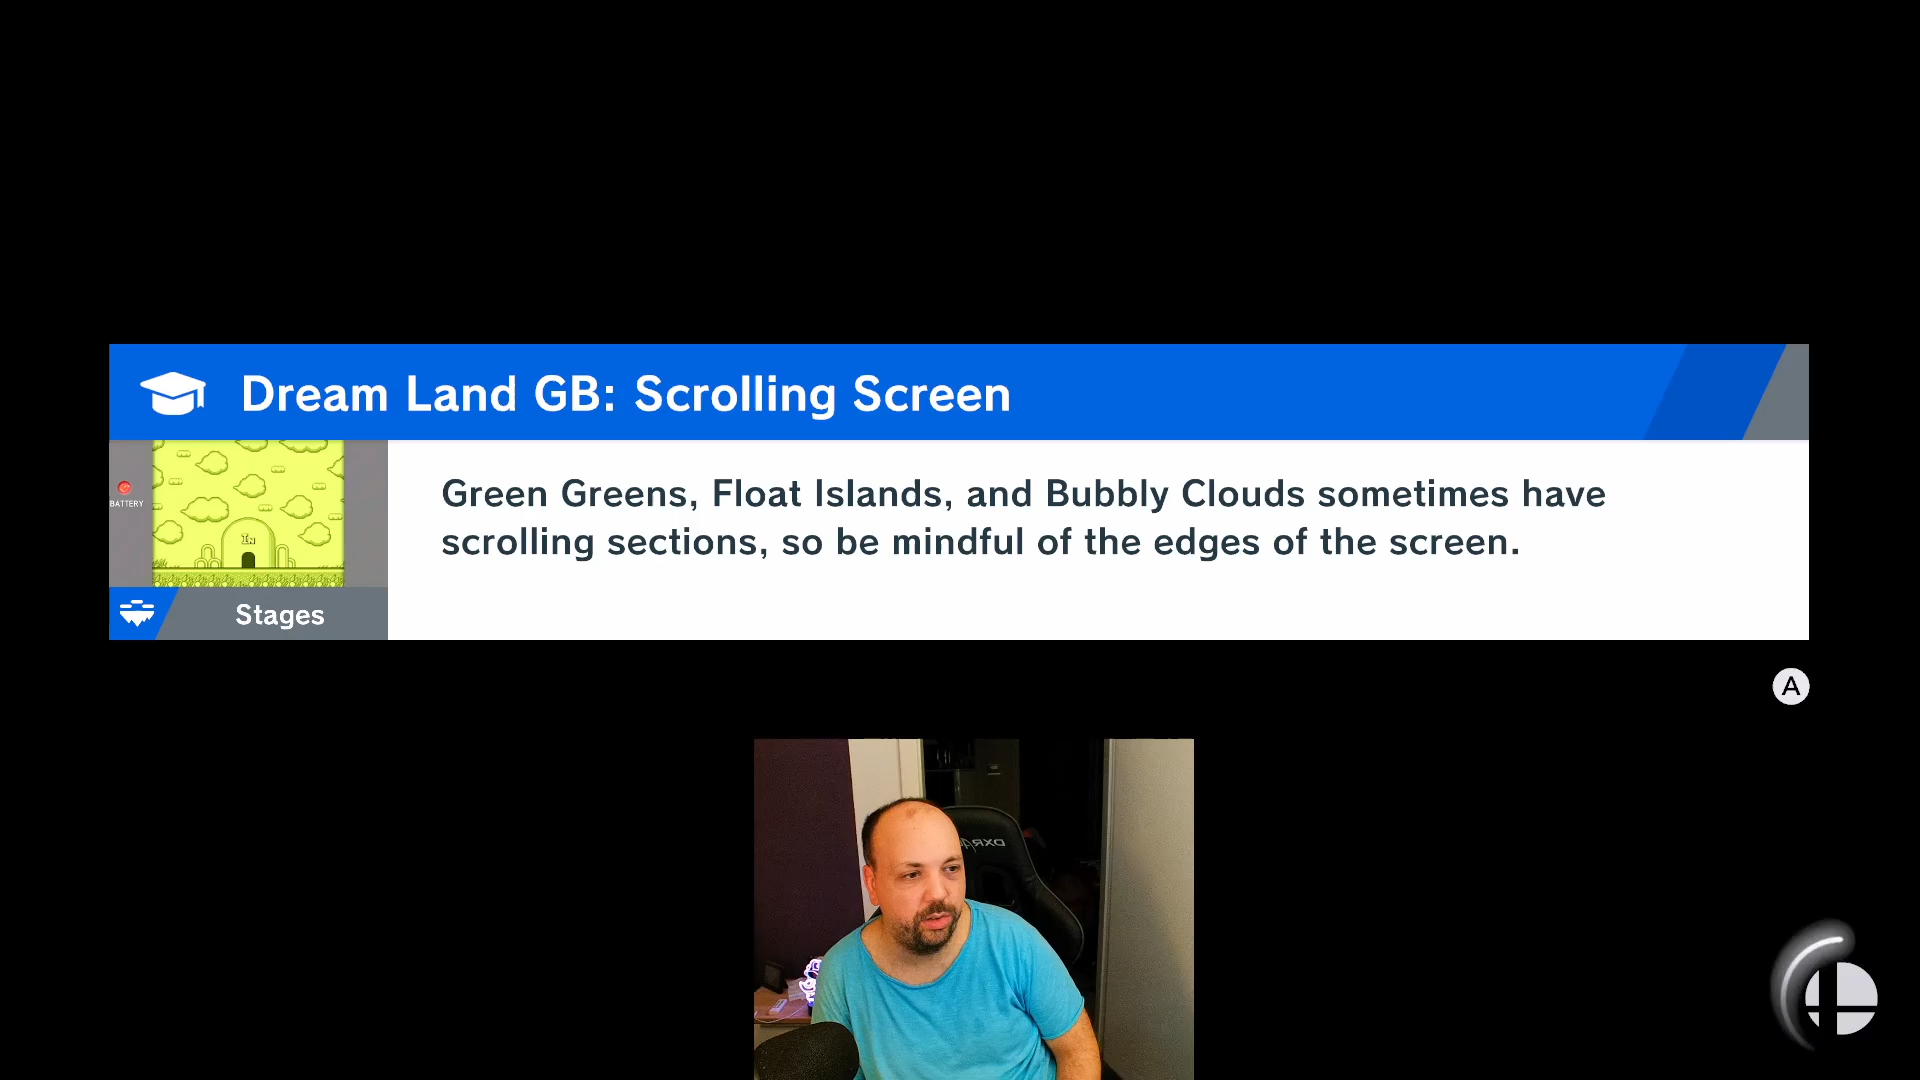 Dream Land GB: Scrolling Screen
BATTERY
IN
Green Greens, Float Islands, and Bubbly Clouds sometimes have
scrolling sections, so be mindful of the edges of the screen.
Stages
A